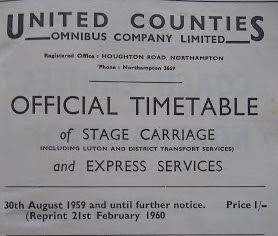 UNITED COUNTIES
OMNIBUS COMPANY LIMITED
Registered Office : HOUGHTON ROAD, NORTHAMPTON
'Phone : Northampton 3669
OFFICIAL TIMETABLE
of STAGE CARRIAGE
(INCLUDING LUTON AND DISTRICT TRANSPORT SERVICES)
and EXPRESS SERVICES
30th August 1959 and until further notice. Price 1/-
(Reprint 21st February 1960